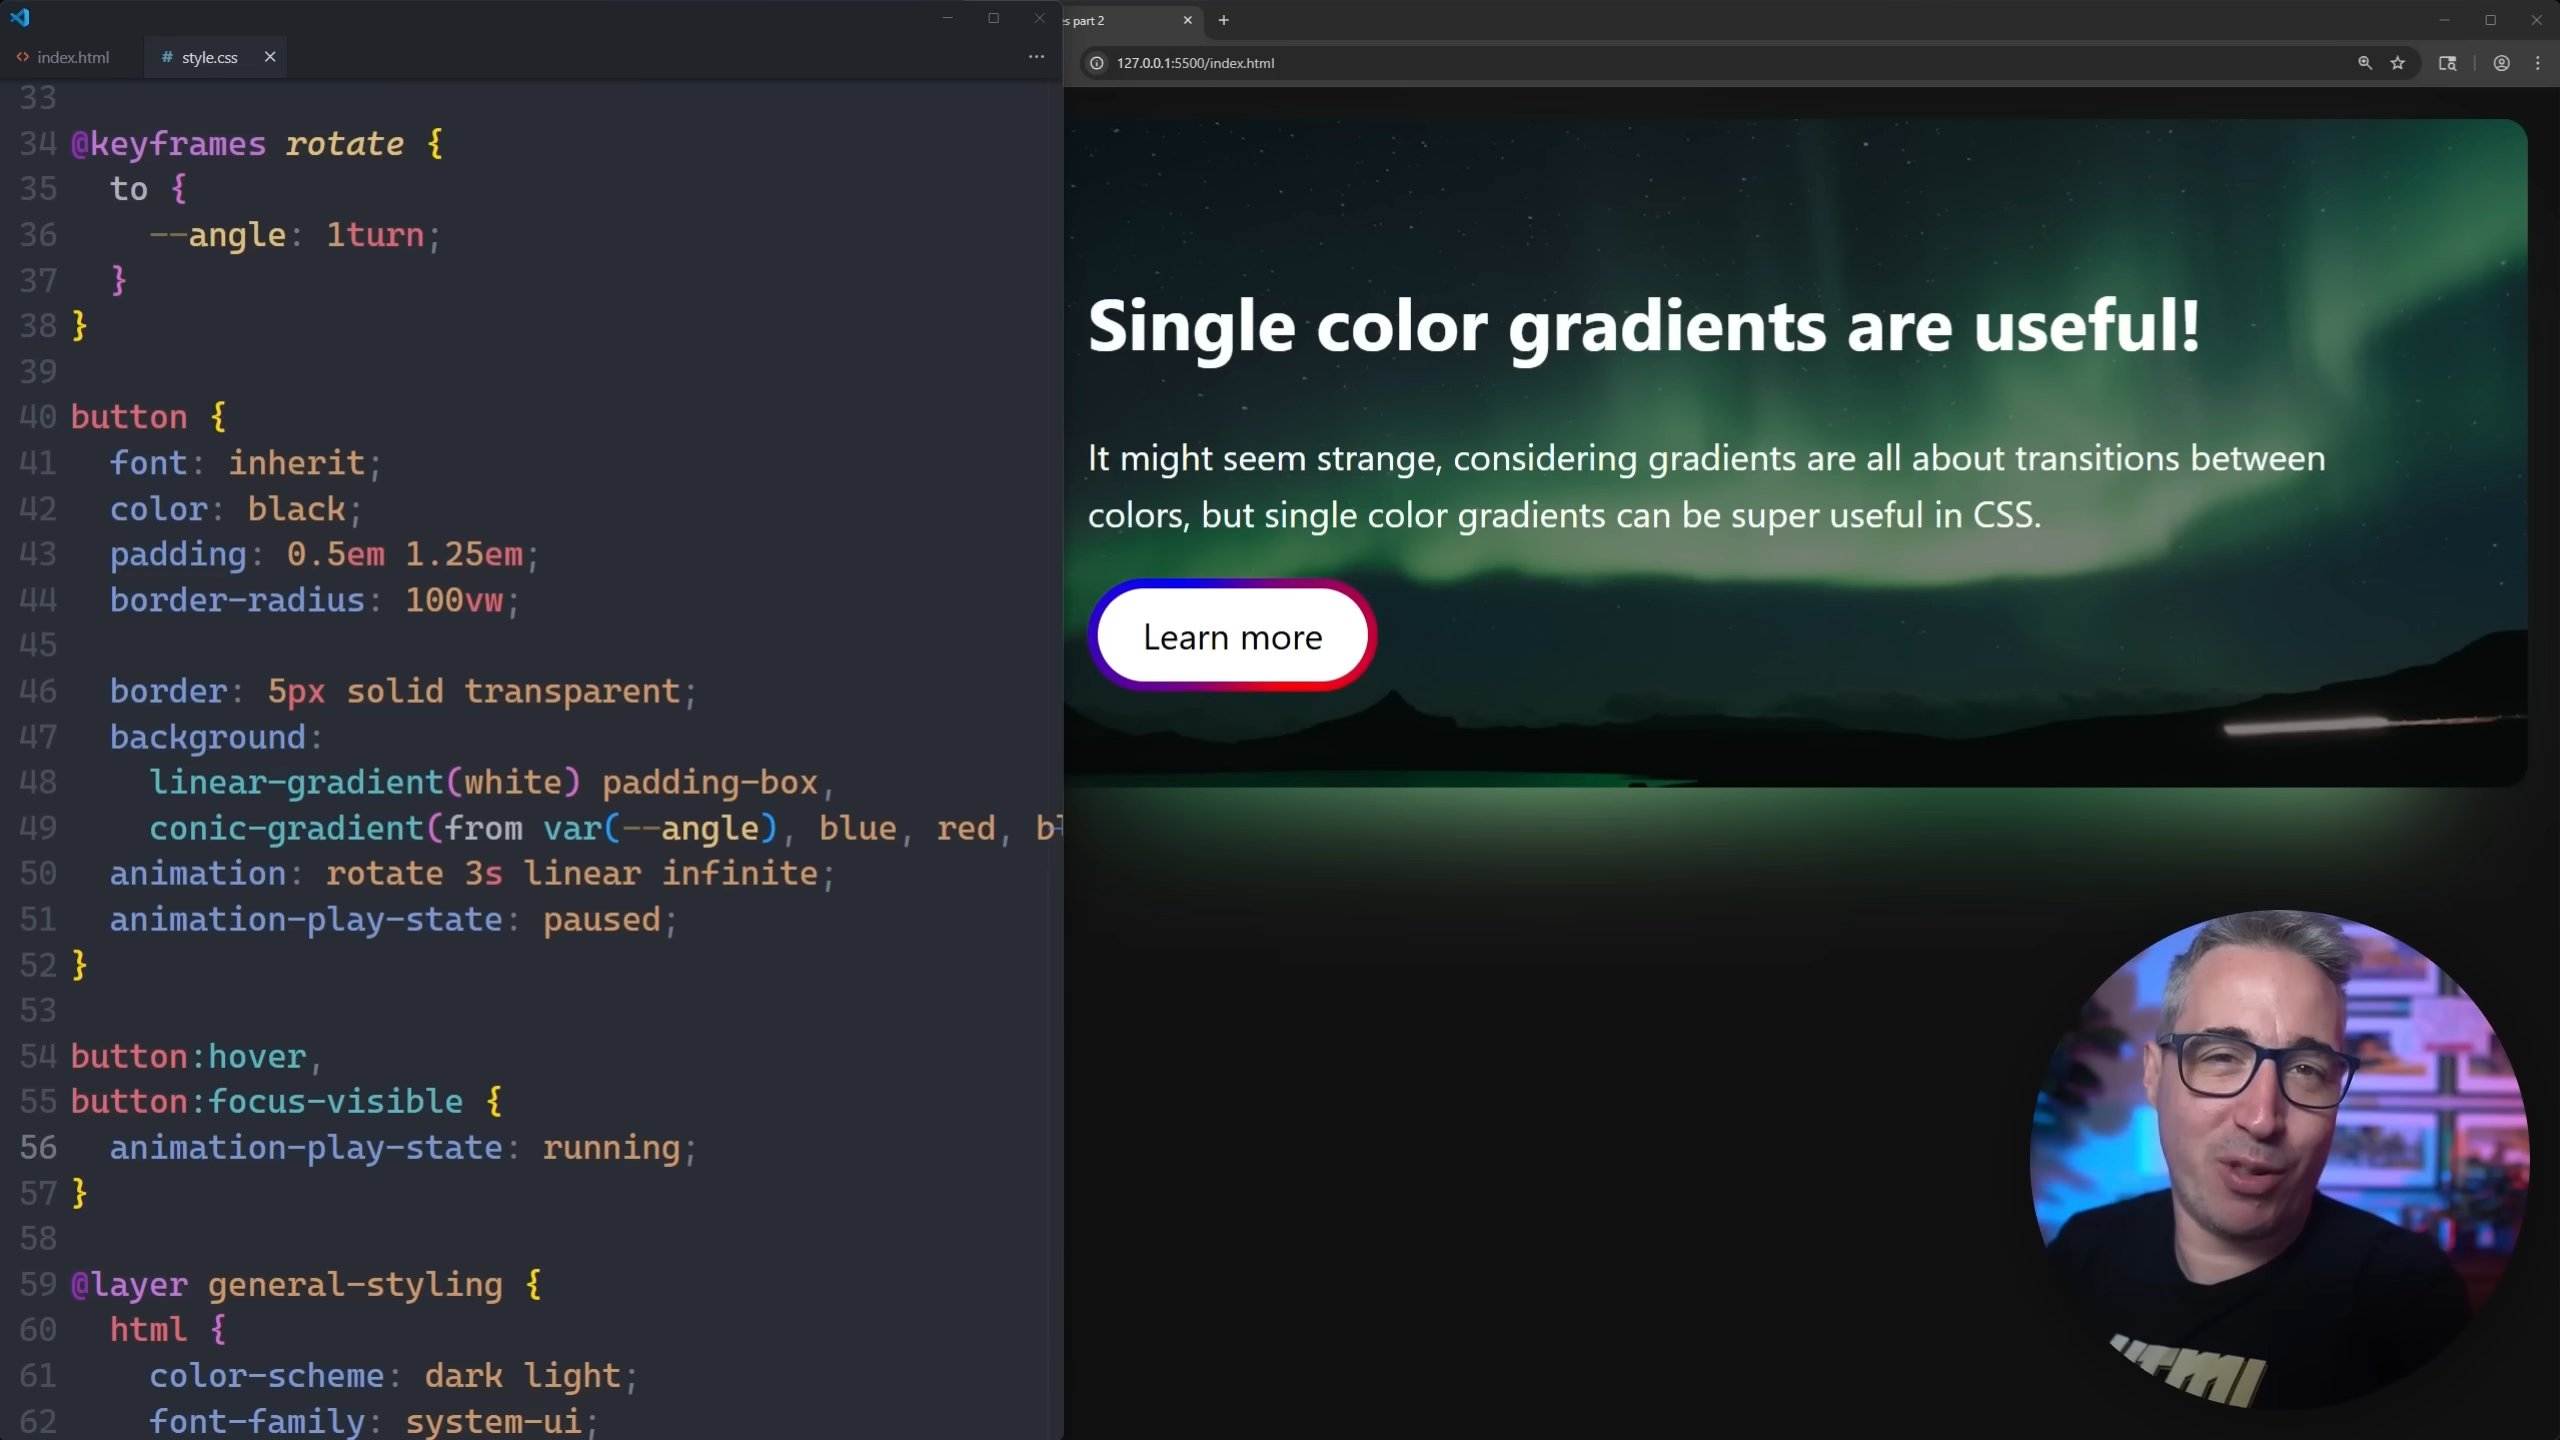 index.html
# style.css
33
34 @keyframes rotate {
35 to {
36 --angle: 1turn;
37 }
38 }
39
40 button {
41 font: inherit;
42 color: black;
43 padding: 0.5em 1.25em;
44 border-radius: 100vw;
45
46 border: 5px solid transparent;
47 background:
48 linear-gradient(white) padding-box,
49 conic-gradient(from var(--angle), blue, red, bl
50 animation: rotate 3s linear infinite;
51 animation-play-state: paused;
52 }
53
54 button:hover,
55 button:focus-visible {
56 animation-play-state: running;
57 }
58
59 @layer general-styling {
60 html {
61 color-scheme: dark light;
62 font-family: system-ui;
s part 2
127.0.0.1:5500/index.html
Single color gradients are useful!
It might seem strange, considering gradients are all about transitions between
colors, but single color gradients can be super useful in CSS.
Learn more
HTML